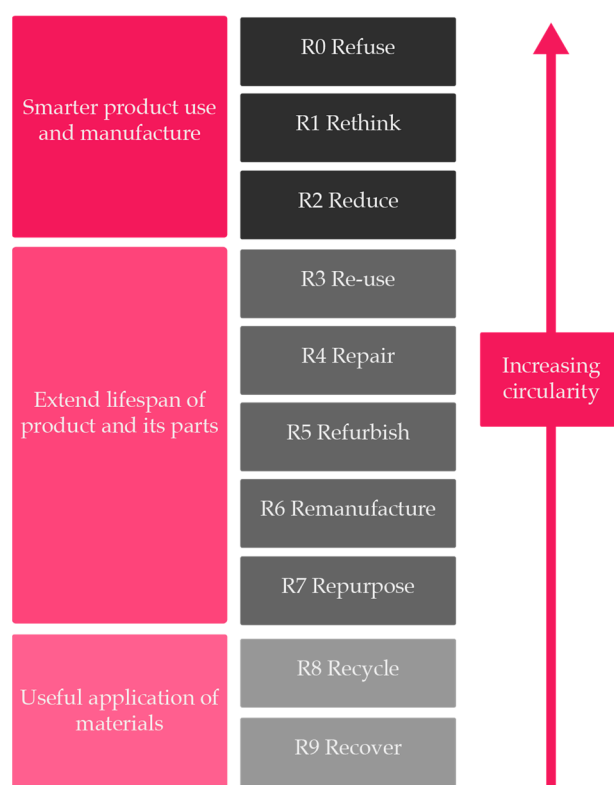 Smarter product use
and manufacture
R0 Refuse
R1 Rethink
R2 Reduce
Extend lifespan of
product and its parts
R3 Re-use
R4 Repair
R5 Refurbish
R6 Remanufacture
R7 Repurpose
Useful application of
materials
R8 Recycle
R9 Recover
Increasing
circularity